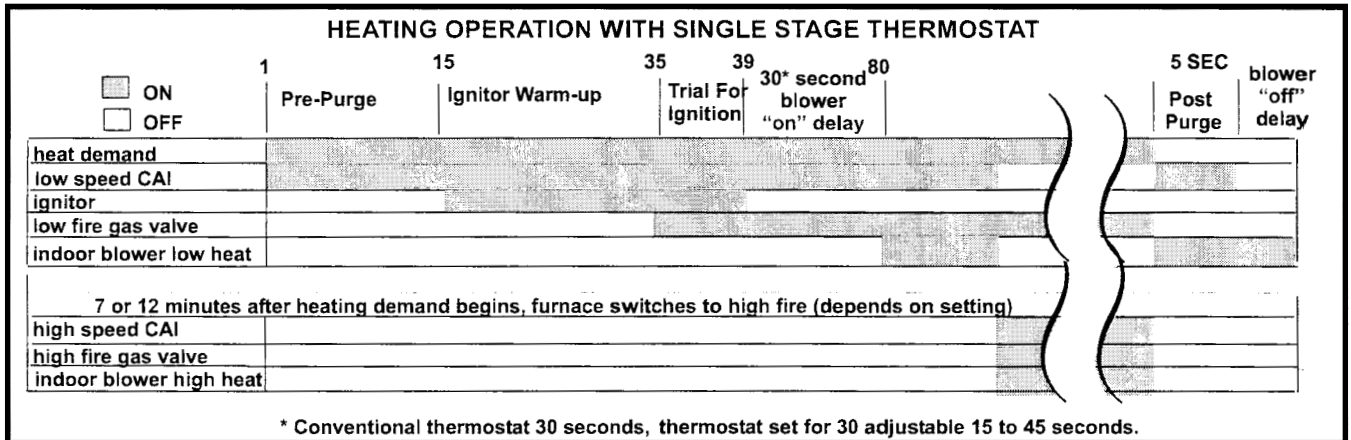 HEATING OPERATION WITH SINGLE STAGE THERMOSTAT
ON
OFF
1
15
35
39
80
5 SEC
Pre-Purge
Ignitor Warm-up
Trial For
Ignition
30* second
blower
"on" delay
Post
Purge
blower
"off"
delay
heat demand
low speed CAI
ignitor
low fire gas valve
indoor blower low heat
7 or 12 minutes after heating demand begins, furnace switches to high fire (depends on setting)
high speed CAI
high fire gas valve
indoor blower high heat
* Conventional thermostat 30 seconds, thermostat set for 30 adjustable 15 to 45 seconds.